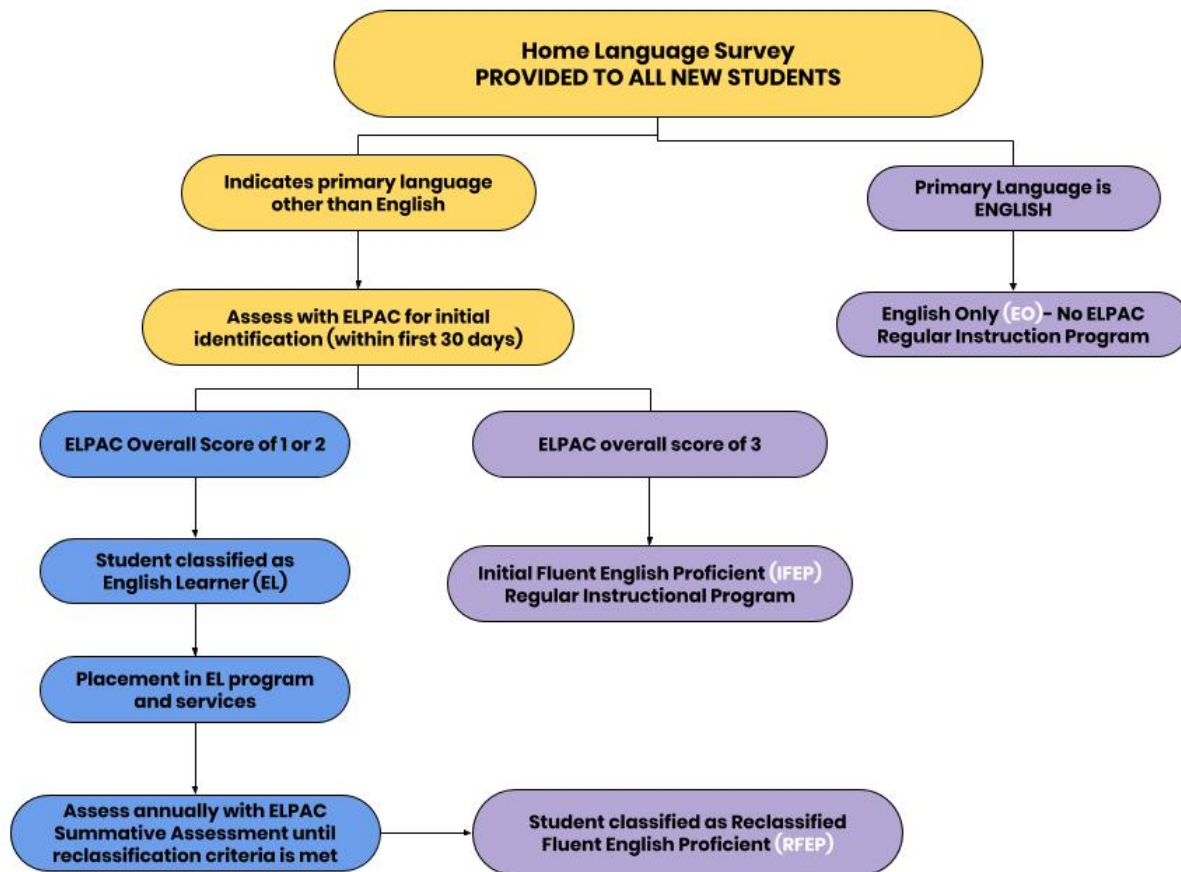 Home Language Survey
PROVIDED TO ALL NEW STUDENTS
Indicates primary language
other than English
Primary Language is
ENGLISH
Assess with ELPAC for initial
identification (within first 30 days)
English Only (EO)- No ELPAC
Regular Instruction Program
ELPAC Overall Score of 1 or 2
ELPAC overall score of 3
Student classified as
English Learner (EL)
Initial Fluent English Proficient (IFEP)
Regular Instructional Program
Placement in EL program
and services
Assess annually with ELPAC
Summative Assessment until
reclassification criteria is met
Student classified as Reclassified
Fluent English Proficient (RFEP)